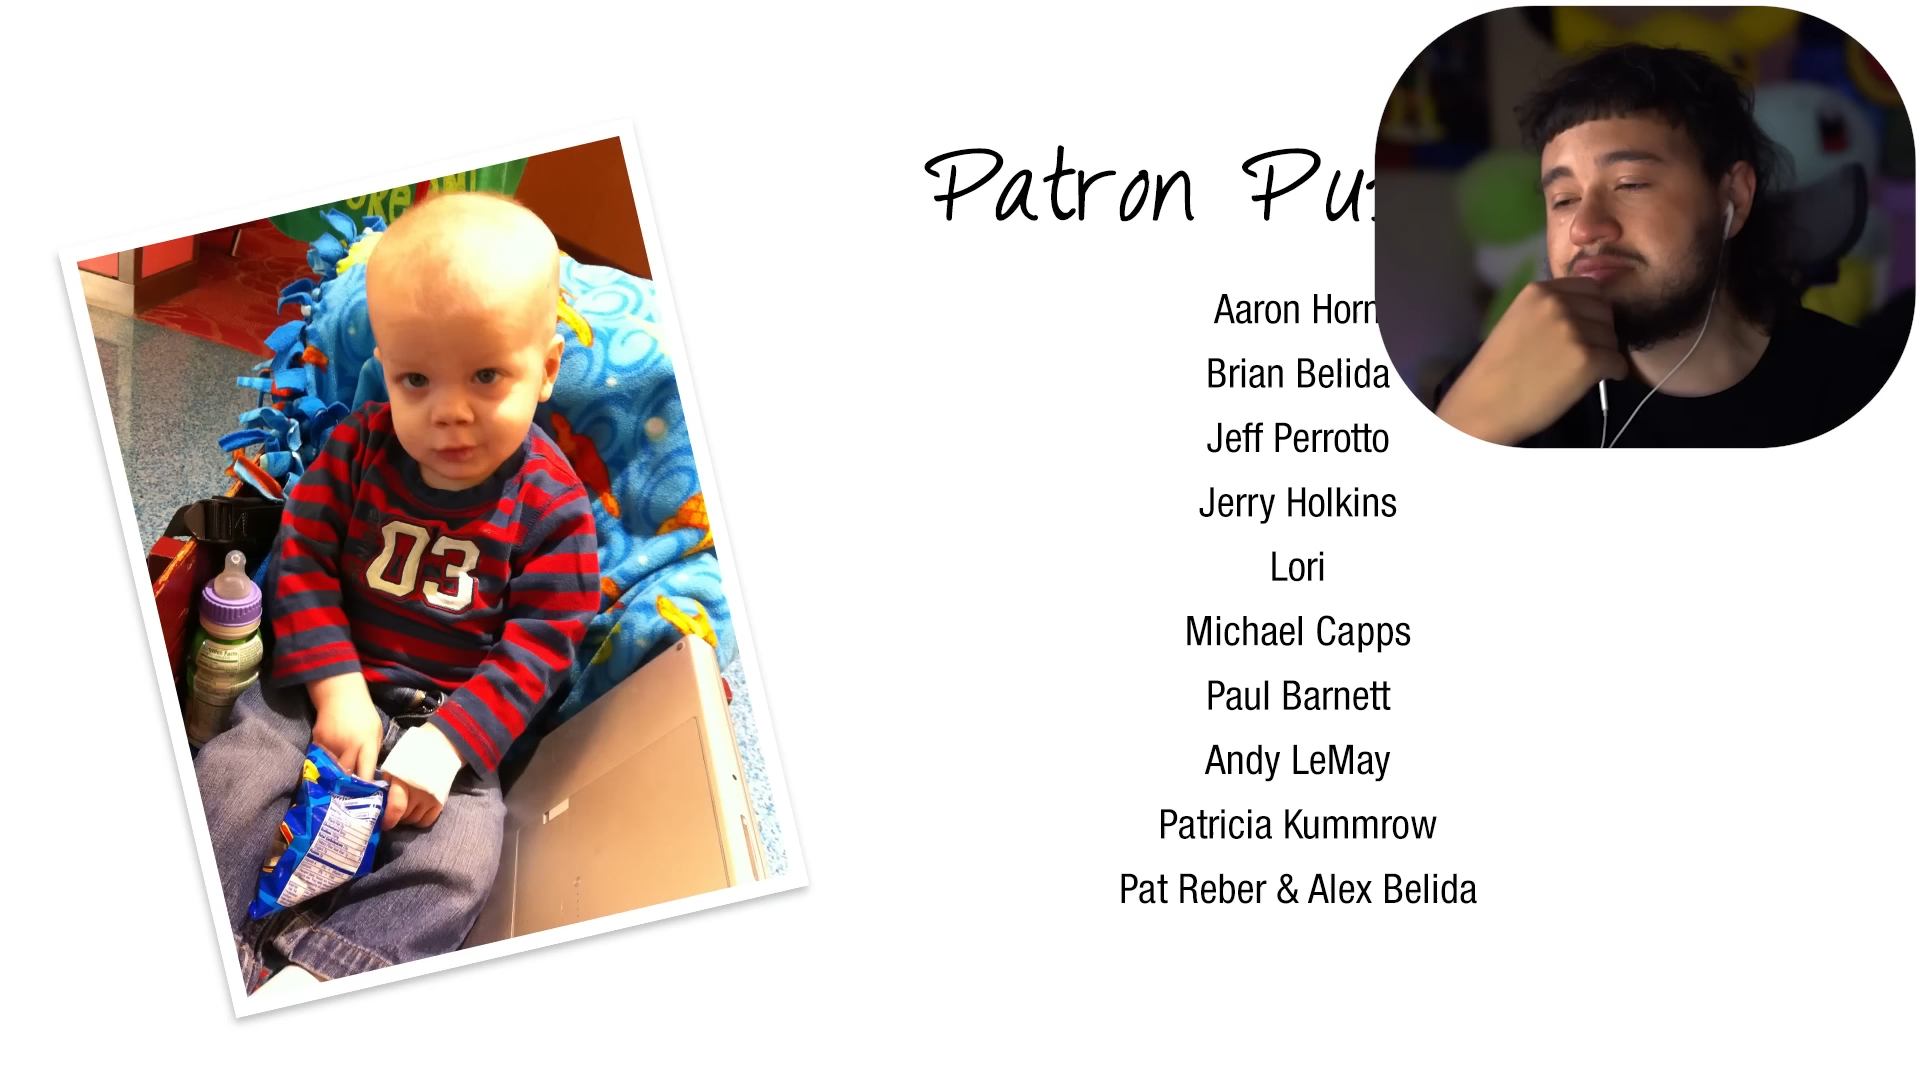 Patron Pu
Aaron Horn
Brian Belida
Jeff Perrotto
Jerry Holkins
Lori
Michael Capps
Paul Barnett
Andy LeMay
Patricia Kummrow
Pat Reber & Alex Belida
03